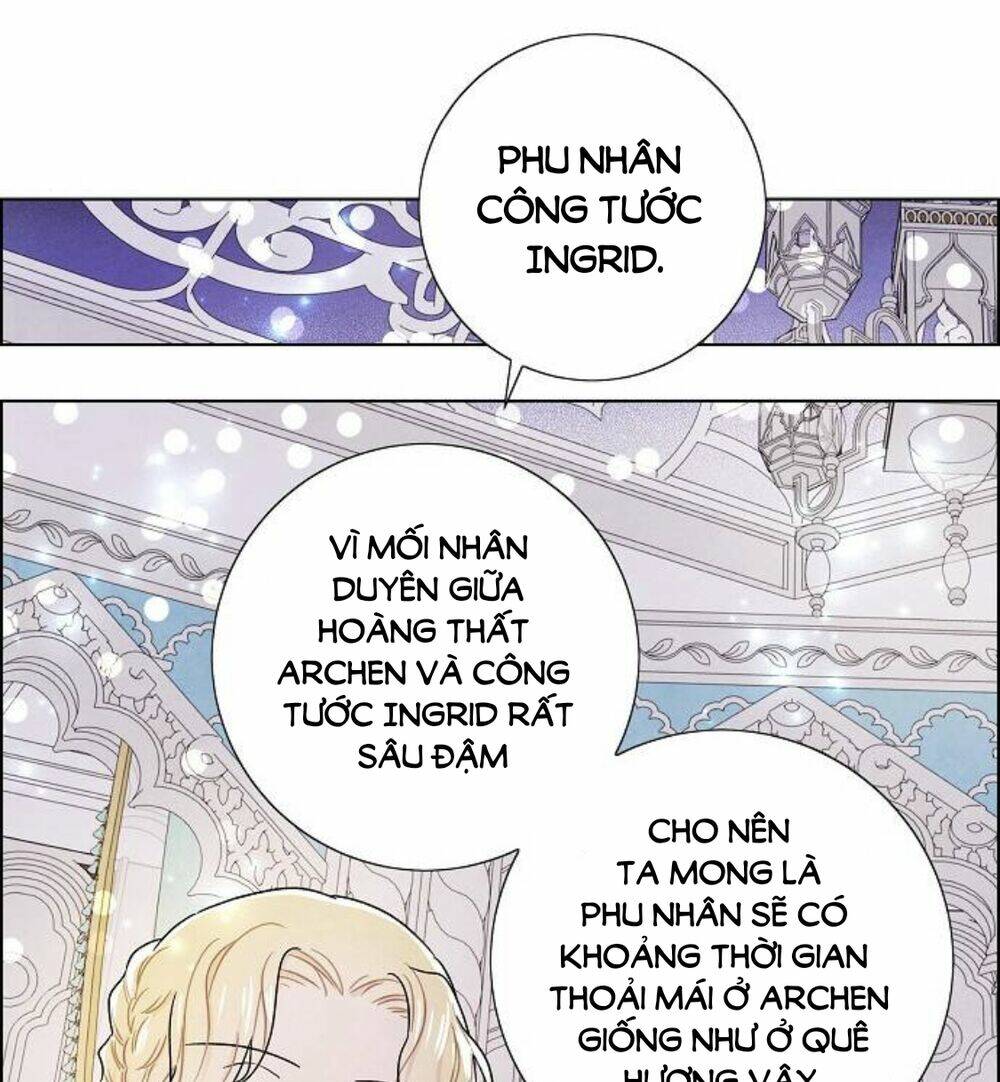 PHU NHÂN
CÔNG TƯỚC
INGRID.
VÌ MỐI NHÂN
DUYÊN GIỮA
HOÀNG THẤT
ARCHEN VÀ CÔNG
TƯỚC INGRID RẤT
SÂU ĐẬM
CHO NÊN
TA MONG LÀ
PHU NHÂN SẼ CÓ
KHOẢNG THỜI GIAN
THOẢI MÁI Ở ARCHEN
GIỐNG NHƯ Ở QUÊ
HƯƠNG VẬY